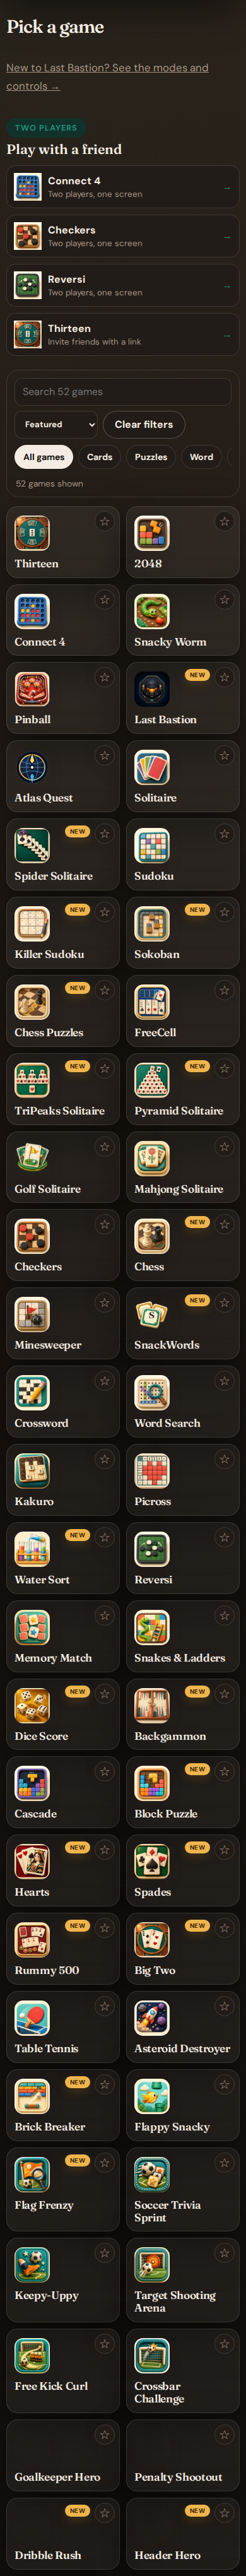 Pick a game
New to Last Bastion? See the modes and
controls →
TWO PLAYERS
Play with a friend
Connect 4
Two players, one screen
→
Checkers
Two players, one screen
→
Reversi
Two players, one screen
→
Thirteen
Invite friends with a link
→
Search 52 games
Featured
Clear filters
All games Cards Puzzles Word
52 games shown
Thirteen 2048
Connect 4 Snacky Worm
NEW
Pinball Last Bastion
Atlas Quest Solitaire
NEW
Spider Solitaire Sudoku
NEW NEW
Killer Sudoku Sokoban
NEW
Chess Puzzles FreeCell
NEW NEW
TriPeaks Solitaire Pyramid Solitaire
Golf Solitaire Mahjong Solitaire
NEW
Checkers Chess
NEW
Minesweeper SnackWords
Crossword Word Search
Kakuro Picross
NEW
Water Sort Reversi
Memory Match Snakes & Ladders
NEW NEW
Dice Score Backgammon
NEW
Cascade Block Puzzle
NEW NEW
Hearts Spades
NEW NEW
Rummy 500 Big Two
Table Tennis Asteroid Destroyer
NEW
Brick Breaker Flappy Snacky
NEW
Flag Frenzy Soccer Trivia
Sprint
Keepy-Uppy Target Shooting
Arena
Free Kick Curl Crossbar
Challenge
Goalkeeper Hero Penalty Shootout
NEW NEW
Dribble Rush Header Hero